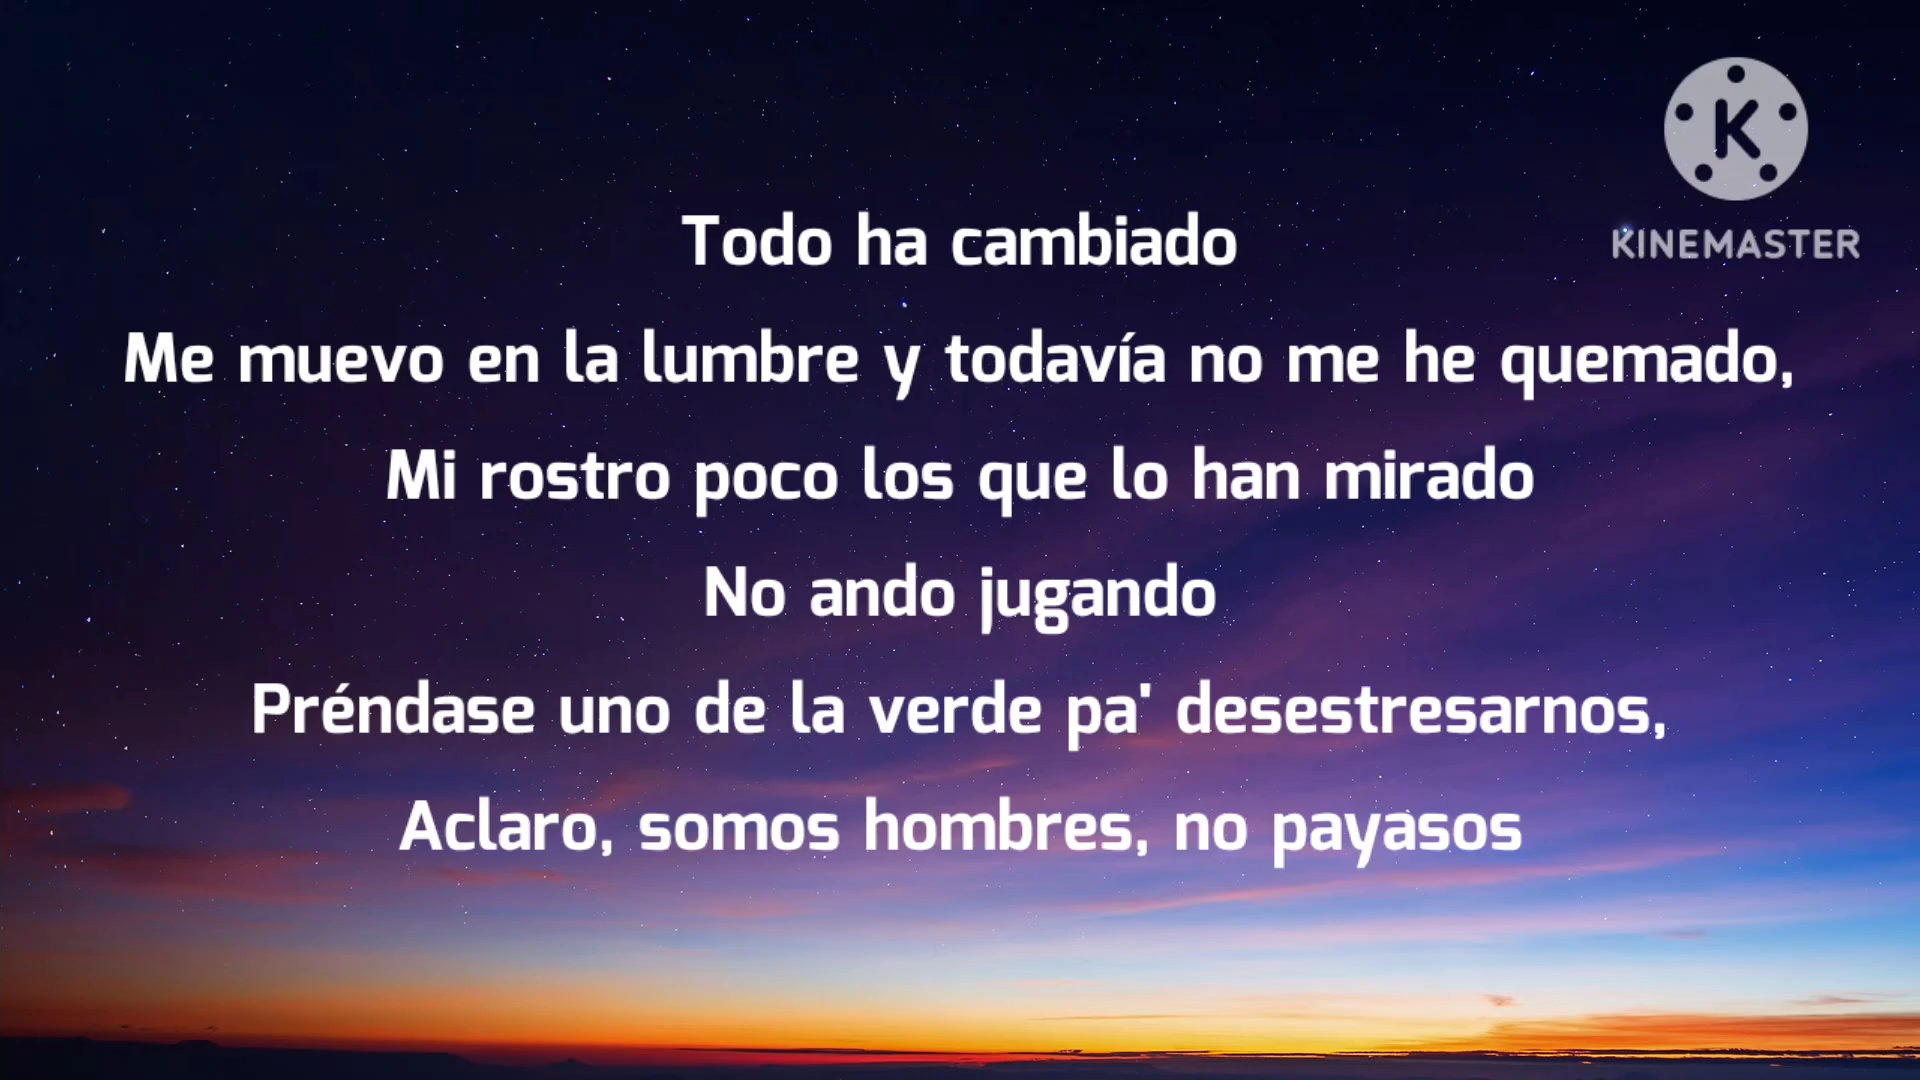 KINEMASTER
Todo ha cambiado
Me muevo en la lumbre y todavía no me he quemado,
Mi rostro poco los que lo han mirado
No ando jugando
Préndase uno de la verde pa' desestresarnos,
Aclaro, somos hombres, no payasos